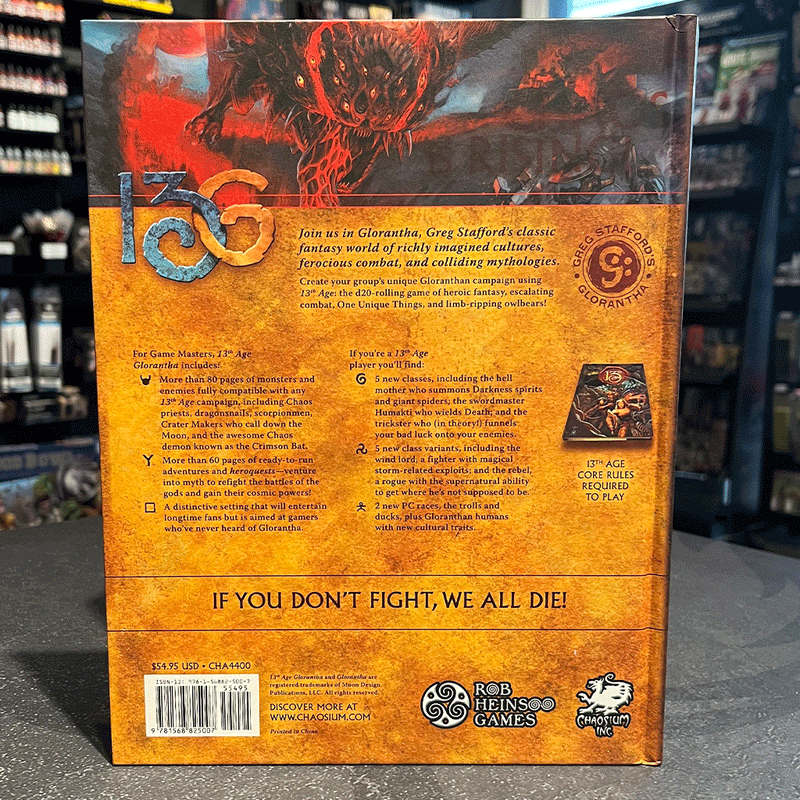 13G
Join us in Glorantha, Greg Stafford's classic
fantasy world of richly imagined cultures,
ferocious combat, and colliding mythologies.
Create your group's unique Gloranthan campaign using
13th Age: the d20-rolling game of heroic fantasy, escalating
combat, One Unique Things, and limb-ripping owlbears!
GREG STAFFORD'S
GLORANTHA
For Game Masters, 13th Age
Glorantha includes:
More than 80 pages of monsters and
enemies fully compatible with any
13th Age campaign, including Chaos
priests, dragonsnails, scorpionmen,
Crater Makers who call down the
Moon, and the awesome Chaos
demon known as the Crimson Bat.
More than 60 pages of ready-to-run
adventures and heroquests—venture
into myth to refight the battles of the
gods and gain their cosmic powers!
A distinctive setting that will entertain
longtime fans but is aimed at gamers
who've never heard of Glorantha.
If you're a 13th Age
player you'll find:
5 new classes, including the hell
mother who summons Darkness spirits
and giant spiders; the swordmaster
Humakti who wields Death; and the
trickster who (in theory!) funnels
your bad luck onto your enemies.
5 new class variants, including the
wind lord, a fighter with magical
storm-related exploits; and the rebel,
a rogue with the supernatural ability
to get where he's not supposed to be.
2 new PC races, the trolls and
ducks, plus Gloranthan humans
with new cultural traits.
13
13TH AGE
CORE RULES
REQUIRED
TO PLAY
IF YOU DON'T FIGHT, WE ALL DIE!
$54.95 USD • CHA4400
ISBN-13: 978-1-56882-500-7
55495
9 781568 825007
13th Age Glorantha and Glorantha are
registered trademarks of Moon Design
Publications, LLC. All rights reserved.
DISCOVER MORE AT
WWW.CHAOSIUM.COM
Printed in China
ROB
HEINSOO
GAMES
CHAOSIUM
INC.